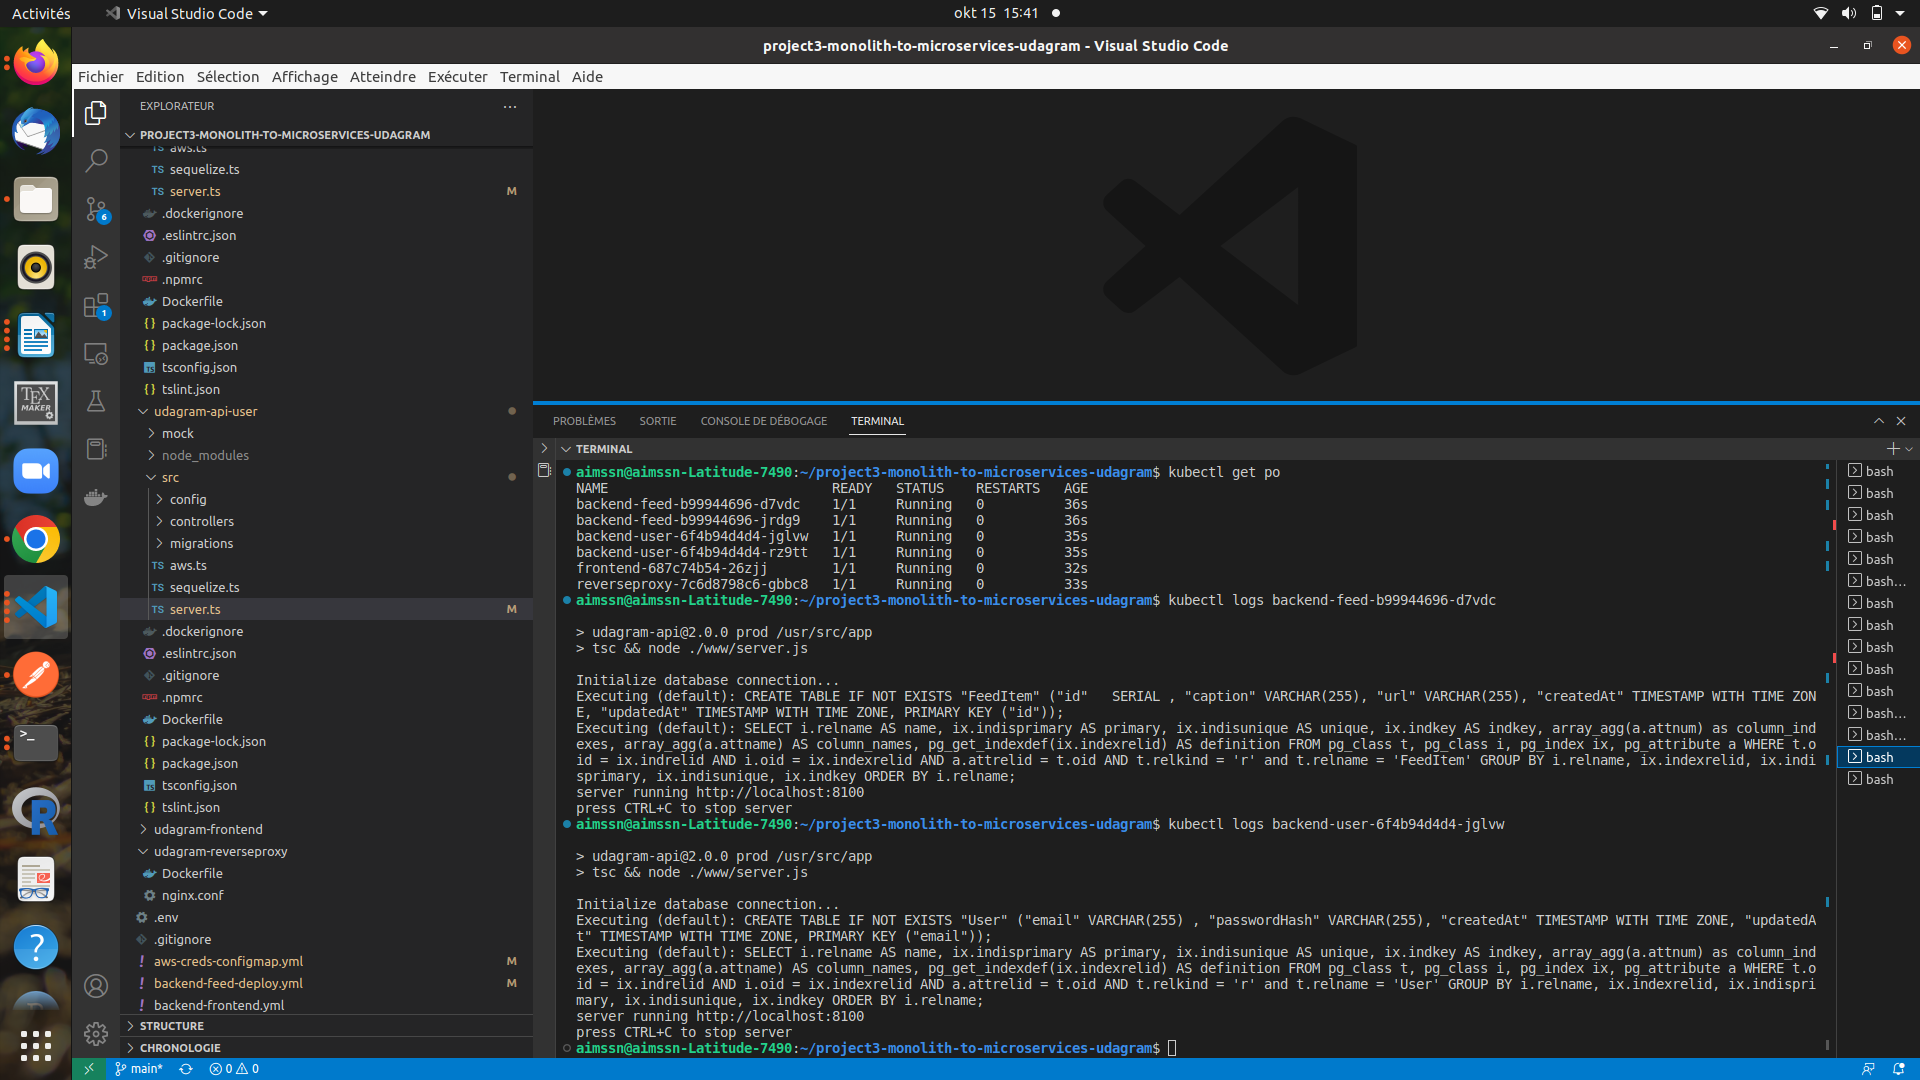 Activités
Visual Studio Code
okt 15 15:41
project3-monolith-to-microservices-udagram - Visual Studio Code
Fichier Edition Sélection Affichage Atteindre Exécuter Terminal Aide
EXPLORATEUR
PROJECT3-MONOLITH-TO-MICROSERVICES-UDAGRAM
TS aws.ts
TS sequelize.ts
TS server.ts M
.dockerignore
.eslintrc.json
.gitignore
.npmrc
Dockerfile
{} package-lock.json
{} package.json
TS tsconfig.json
{} tslint.json
udagram-api-user
mock
node_modules
src
config
controllers
migrations
TS aws.ts
TS sequelize.ts
TS server.ts M
.dockerignore
.eslintrc.json
.gitignore
.npmrc
Dockerfile
{} package-lock.json
{} package.json
TS tsconfig.json
{} tslint.json
udagram-frontend
udagram-reverseproxy
Dockerfile
nginx.conf
.env
.gitignore
! aws-creds-configmap.yml M
! backend-feed-deploy.yml M
! backend-frontend.yml
STRUCTURE
CHRONOLOGIE
6
1
TEX
MAKER
PROBLÈMES SORTIE CONSOLE DE DÉBOGAGE TERMINAL
TERMINAL
aimssn@aimssn-Latitude-7490:~/project3-monolith-to-microservices-udagram$ kubectl get po
NAME READY STATUS RESTARTS AGE
backend-feed-b99944696-d7vdc 1/1 Running 0 36s
backend-feed-b99944696-jrdg9 1/1 Running 0 36s
backend-user-6f4b94d4d4-jglvw 1/1 Running 0 35s
backend-user-6f4b94d4d4-rz9tt 1/1 Running 0 35s
frontend-687c74b54-26zjj 1/1 Running 0 32s
reverseproxy-7c6d8798c6-gbbc8 1/1 Running 0 33s
aimssn@aimssn-Latitude-7490:~/project3-monolith-to-microservices-udagram$ kubectl logs backend-feed-b99944696-d7vdc
> udagram-api@2.0.0 prod /usr/src/app
> tsc && node ./www/server.js
Initialize database connection...
Executing (default): CREATE TABLE IF NOT EXISTS "FeedItem" ("id"   SERIAL , "caption" VARCHAR(255), "url" VARCHAR(255), "createdAt" TIMESTAMP WITH TIME ZON
E, "updatedAt" TIMESTAMP WITH TIME ZONE, PRIMARY KEY ("id"));
Executing (default): SELECT i.relname AS name, ix.indisprimary AS primary, ix.indisunique AS unique, ix.indkey AS indkey, array_agg(a.attnum) as column_ind
exes, array_agg(a.attname) AS column_names, pg_get_indexdef(ix.indexrelid) AS definition FROM pg_class t, pg_class i, pg_index ix, pg_attribute a WHERE t.o
id = ix.indrelid AND i.oid = ix.indexrelid AND a.attrelid = t.oid AND t.relkind = 'r' and t.relname = 'FeedItem' GROUP BY i.relname, ix.indexrelid, ix.indi
sprimary, ix.indisunique, ix.indkey ORDER BY i.relname;
server running http://localhost:8100
press CTRL+C to stop server
aimssn@aimssn-Latitude-7490:~/project3-monolith-to-microservices-udagram$ kubectl logs backend-user-6f4b94d4d4-jglvw
> udagram-api@2.0.0 prod /usr/src/app
> tsc && node ./www/server.js
Initialize database connection...
Executing (default): CREATE TABLE IF NOT EXISTS "User" ("email" VARCHAR(255) , "passwordHash" VARCHAR(255), "createdAt" TIMESTAMP WITH TIME ZONE, "updatedA
t" TIMESTAMP WITH TIME ZONE, PRIMARY KEY ("email"));
Executing (default): SELECT i.relname AS name, ix.indisprimary AS primary, ix.indisunique AS unique, ix.indkey AS indkey, array_agg(a.attnum) as column_ind
exes, array_agg(a.attname) AS column_names, pg_get_indexdef(ix.indexrelid) AS definition FROM pg_class t, pg_class i, pg_index ix, pg_attribute a WHERE t.o
id = ix.indrelid AND i.oid = ix.indexrelid AND a.attrelid = t.oid AND t.relkind = 'r' and t.relname = 'User' GROUP BY i.relname, ix.indexrelid, ix.indispri
mary, ix.indisunique, ix.indkey ORDER BY i.relname;
server running http://localhost:8100
press CTRL+C to stop server
aimssn@aimssn-Latitude-7490:~/project3-monolith-to-microservices-udagram$
bash
bash
bash
bash
bash
bash...
bash
bash
bash
bash
bash
bash...
bash...
bash
bash
main* 0 0